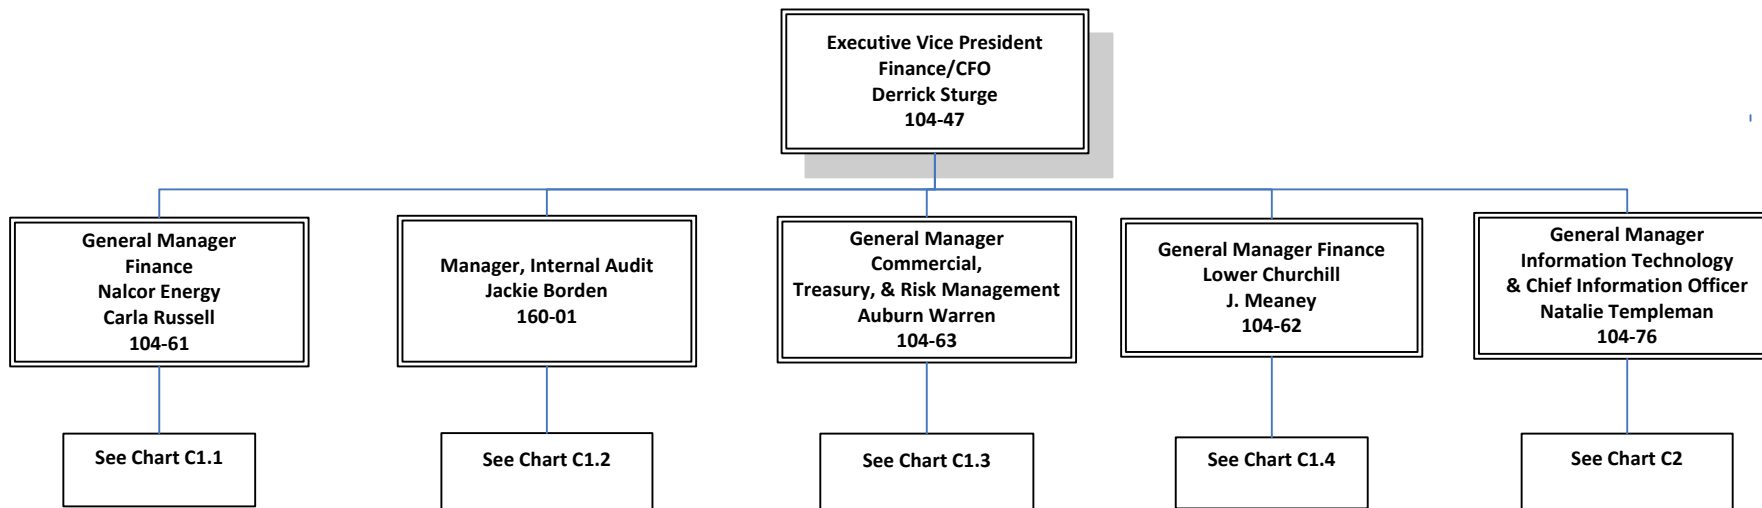 Executive Vice President
Finance/CFO
Derrick Sturge
104-47
General Manager
Finance
Nalcor Energy
Carla Russell
104-61
Manager, Internal Audit
Jackie Borden
160-01
General Manager
Commercial,
Treasury, & Risk Management
Auburn Warren
104-63
General Manager Finance
Lower Churchill
J. Meaney
104-62
General Manager
Information Technology
& Chief Information Officer
Natalie Templeman
104-76
See Chart C1.1
See Chart C1.2
See Chart C1.3
See Chart C1.4
See Chart C2